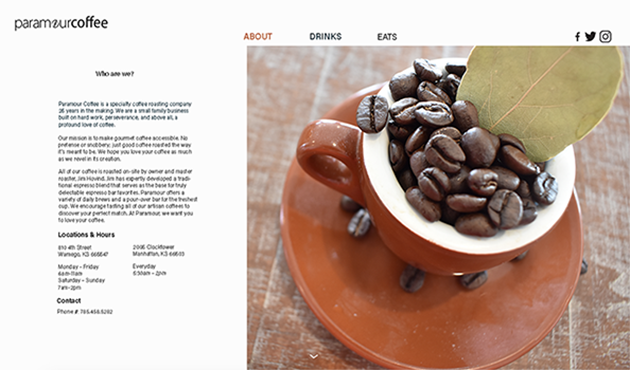 paramourcoffee
ABOUT DRINKS EATS
Who are we?
Paramour Coffee is a specialty coffee roasting company
26 years in the making. We are a small family business
built on hard work, perseverance, and above all, a
profound love of coffee.
Our mission is to make gourmet coffee accessible. No
pretense or snobbery; just good coffee roasted the way
it's meant to be. We hope you love your coffee as much
as we revel in its creation.
All of our coffee is roasted on-site by owner and master
roaster, Jim Hovind. Jim has expertly developed a tradi-
tional espresso blend that serves as the base for truly
delectable espresso bar favorites. Paramour offers a
variety of daily brews and a pour-over bar for the freshest
cup. We encourage tasting all of our artisan coffees to
discover your perfect match. At Paramour, we want you
to love your coffee.
Locations & Hours
810 4th Street
Wamego, KS 66547
Monday - Friday
6am-11am
Saturday - Sunday
7am-2pm
2005 Clocktower
Manhattan, KS 66503
Everyday
6:30am - 2pm
Contact
Phone #: 785.458.5282